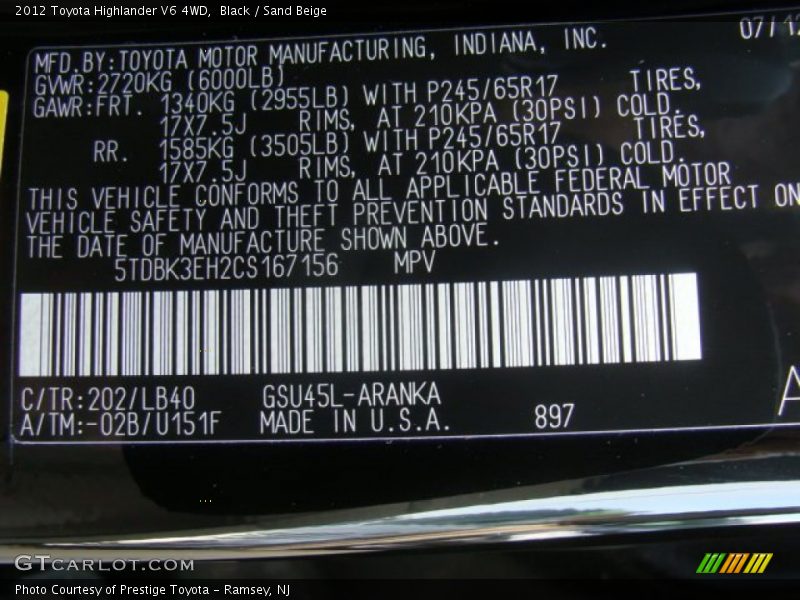 2012 Toyota Highlander V6 4WD,  Black / Sand Beige
07/12
MFD.BY:TOYOTA MOTOR MANUFACTURING, INDIANA, INC.
GVWR:2720KG (6000LB)
GAWR:FRT. 1340KG (2955LB) WITH P245/65R17 TIRES,
17X7.5J RIMS, AT 210KPA (30PSI) COLD.
RR. 1585KG (3505LB) WITH P245/65R17 TIRES,
17X7.5J RIMS, AT 210KPA (30PSI) COLD.
THIS VEHICLE CONFORMS TO ALL APPLICABLE FEDERAL MOTOR
VEHICLE SAFETY AND THEFT PREVENTION STANDARDS IN EFFECT ON
THE DATE OF MANUFACTURE SHOWN ABOVE.
5TDBK3EH2CS167156 MPV
C/TR:202/LB40 GSU45L-ARANKA
A/TM:-02B/U151F MADE IN U.S.A. 897
A
GTCARLOT.COM
Photo Courtesy of Prestige Toyota - Ramsey, NJ